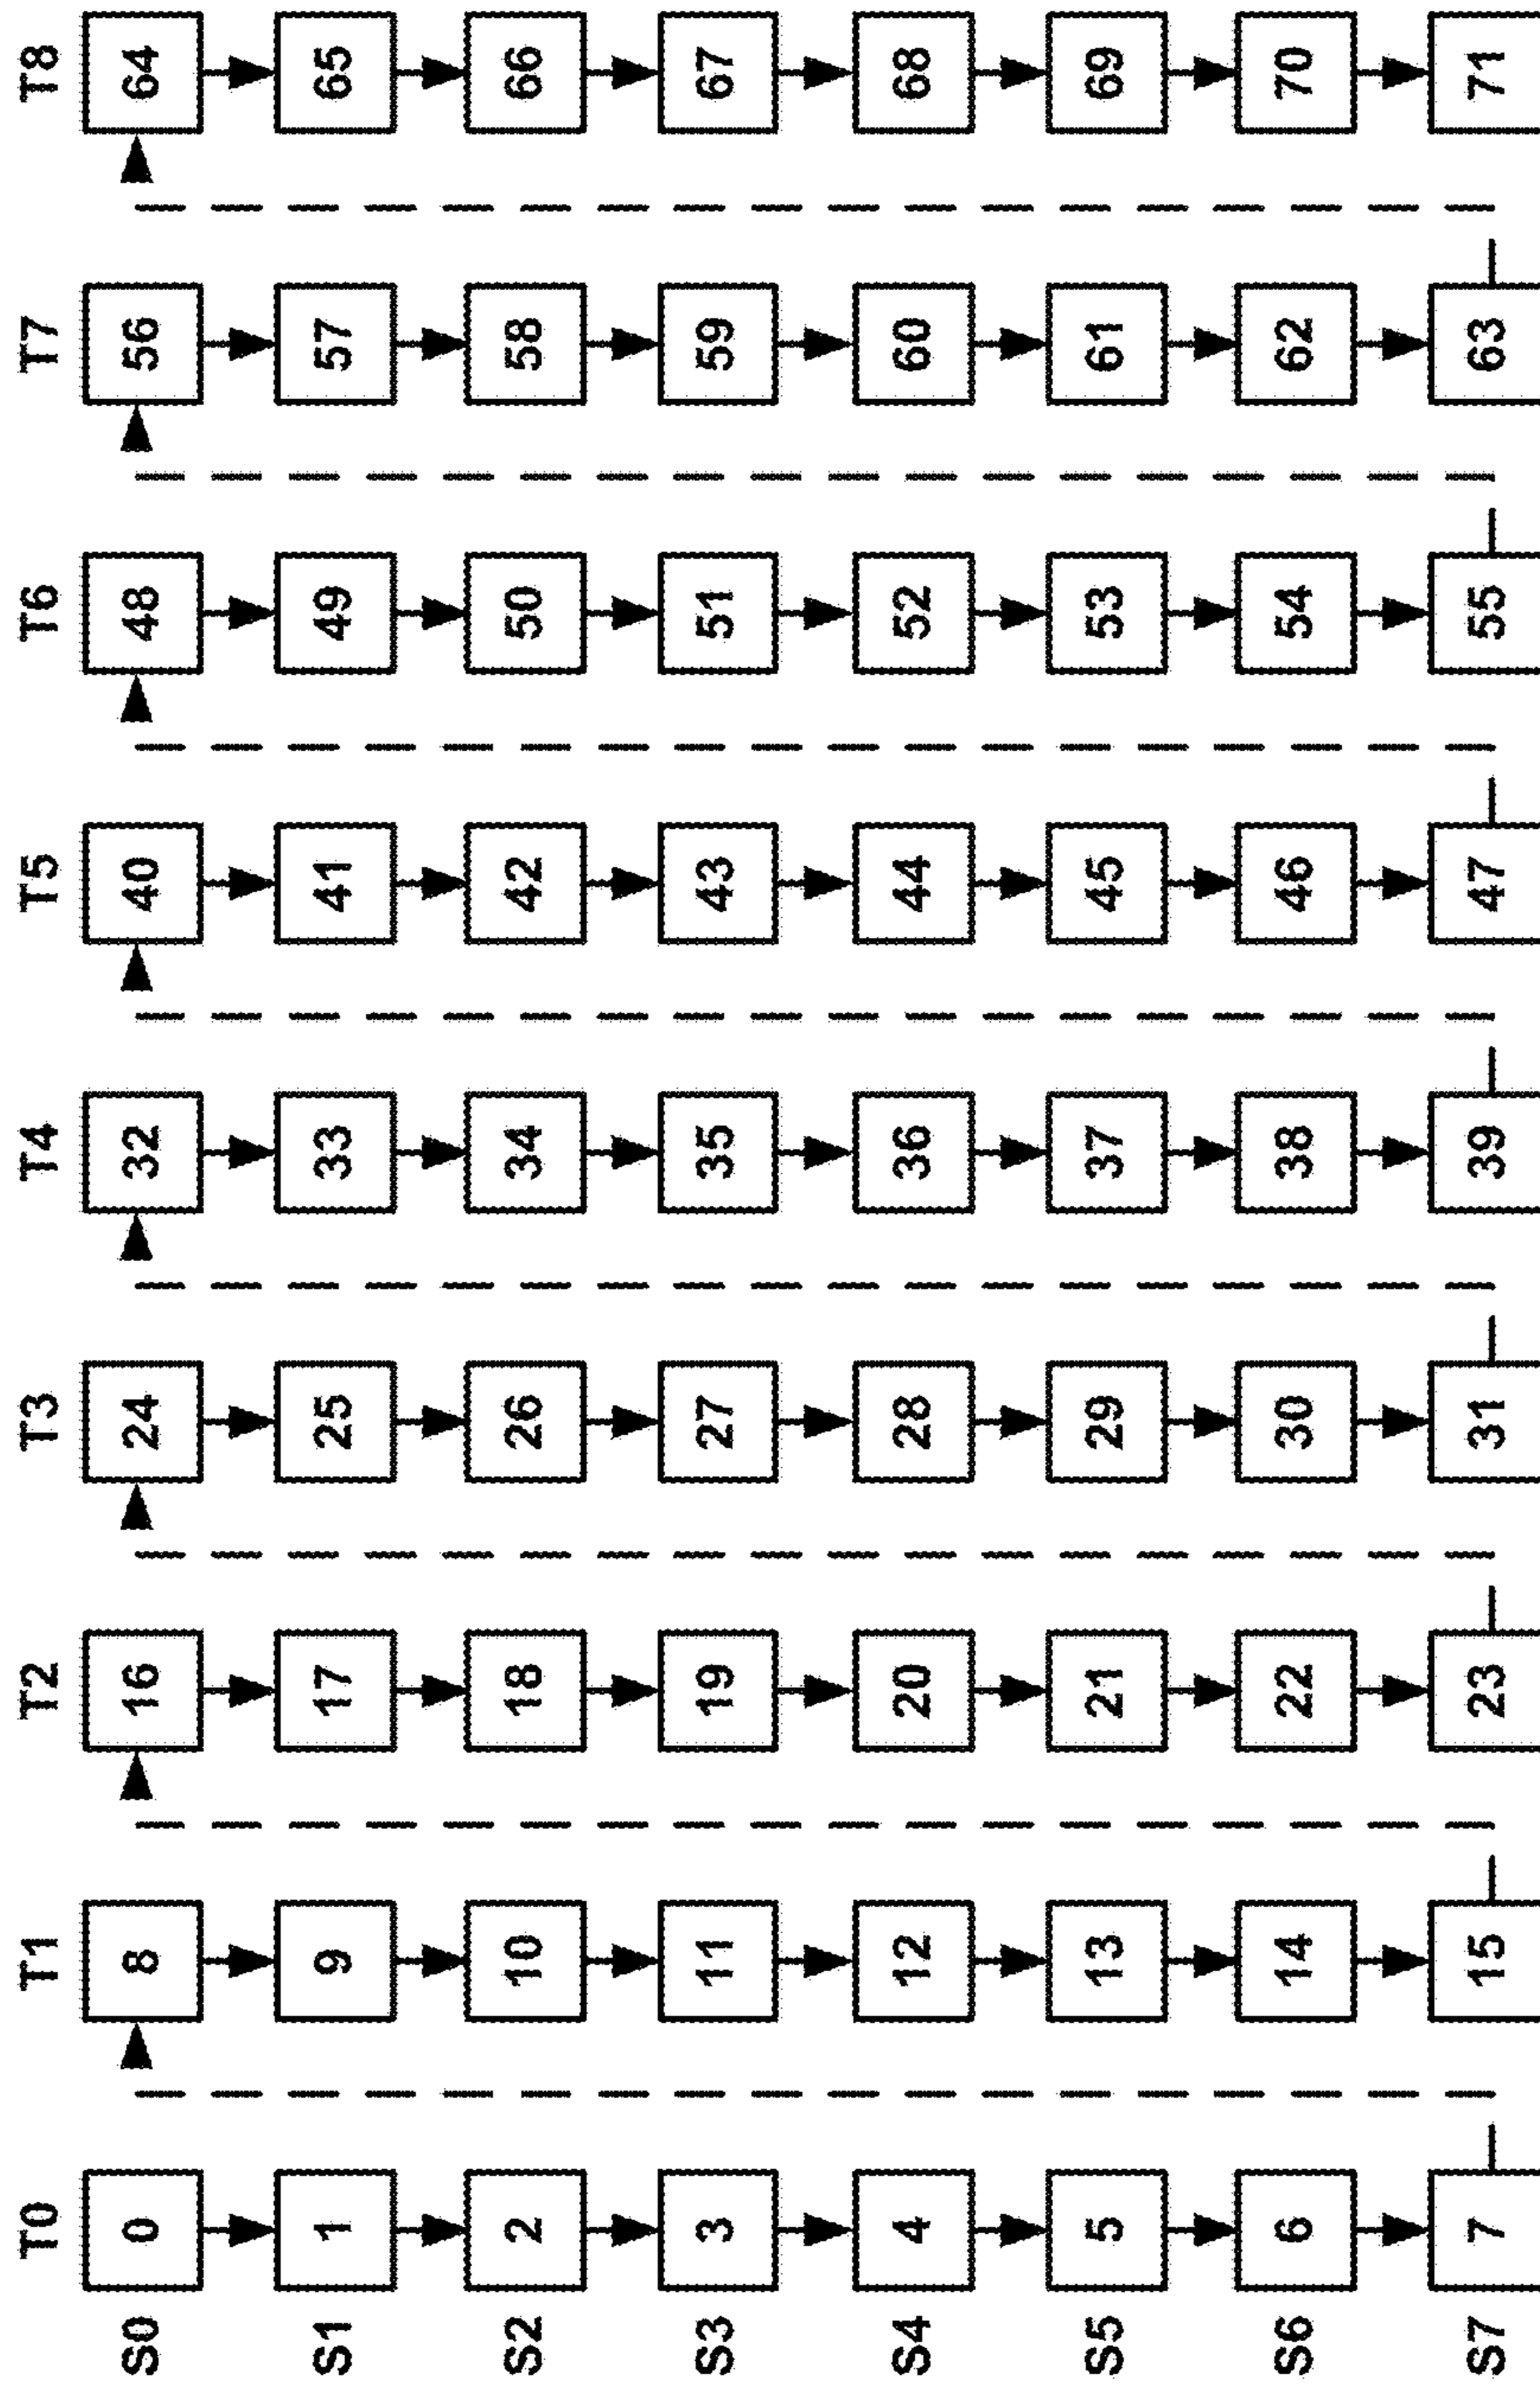 T0 T1 T2 T3 T4 T5 T6 T7 T8
S0 0 8 16 24 32 40 48 56 64
S1 1 9 17 25 33 41 49 57 65
S2 2 10 18 26 34 42 50 58 66
S3 3 11 19 27 35 43 51 59 67
S4 4 12 20 28 36 44 52 60 68
S5 5 13 21 29 37 45 53 61 69
S6 6 14 22 30 38 46 54 62 70
S7 7 15 23 31 39 47 55 63 71